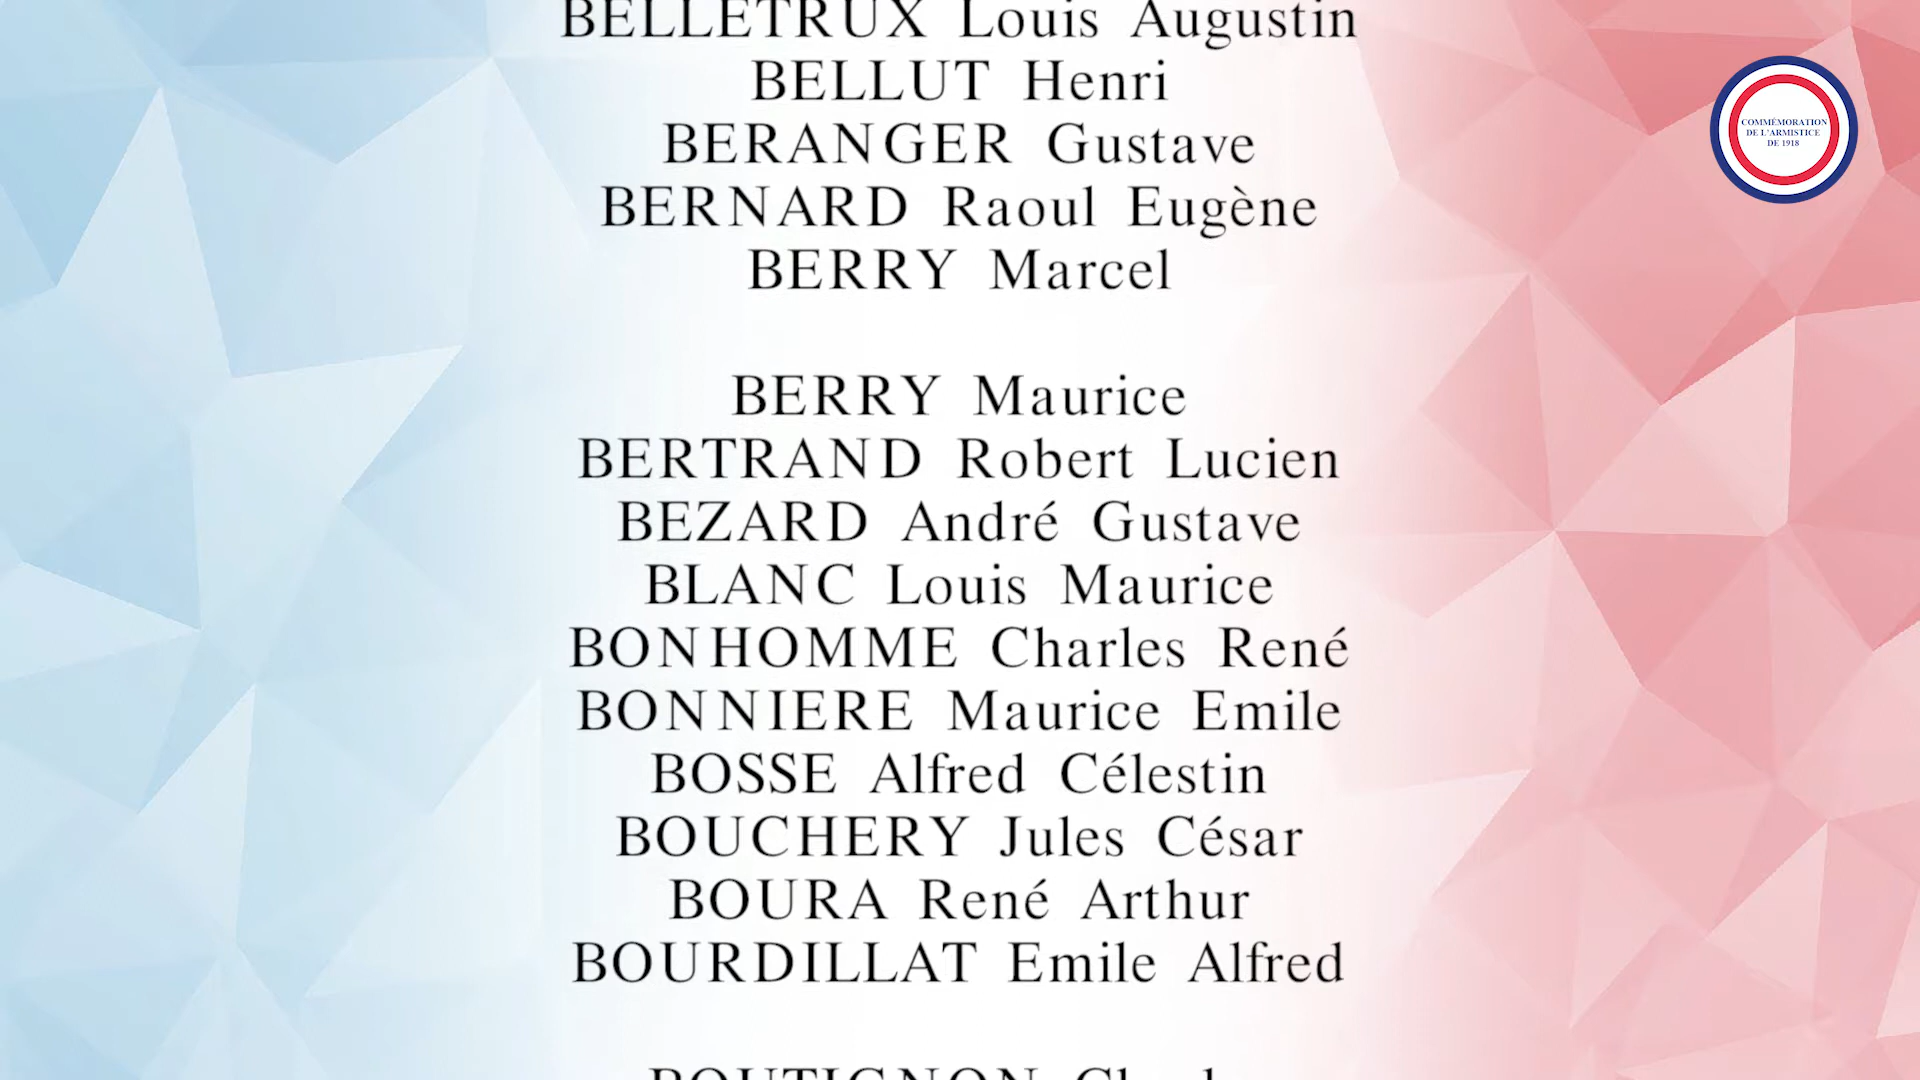 BELLETRUX Louis Augustin
BELLUT Henri
BERANGER Gustave
BERNARD Raoul Eugène
BERRY Marcel
BERRY Maurice
BERTRAND Robert Lucien
BEZARD André Gustave
BLANC Louis Maurice
BONHOMME Charles René
BONNIERE Maurice Emile
BOSSE Alfred Célestin
BOUCHERY Jules César
BOURA René Arthur
BOURDILLAT Emile Alfred
BOUTIGNON
COMMÉMORATION
DE L'ARMISTICE
DE 1918